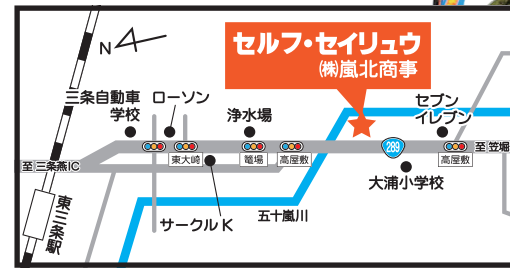 N
セルフ・セイリュウ
㈱嵐北商事
三条自動車
学校
ローソン
浄水場
セブン
イレブン
東大崎
篭場
高屋敷
289
高屋敷
至 笠堀
至 三条燕IC
大浦小学校
サークルK
五十嵐川
東三条駅